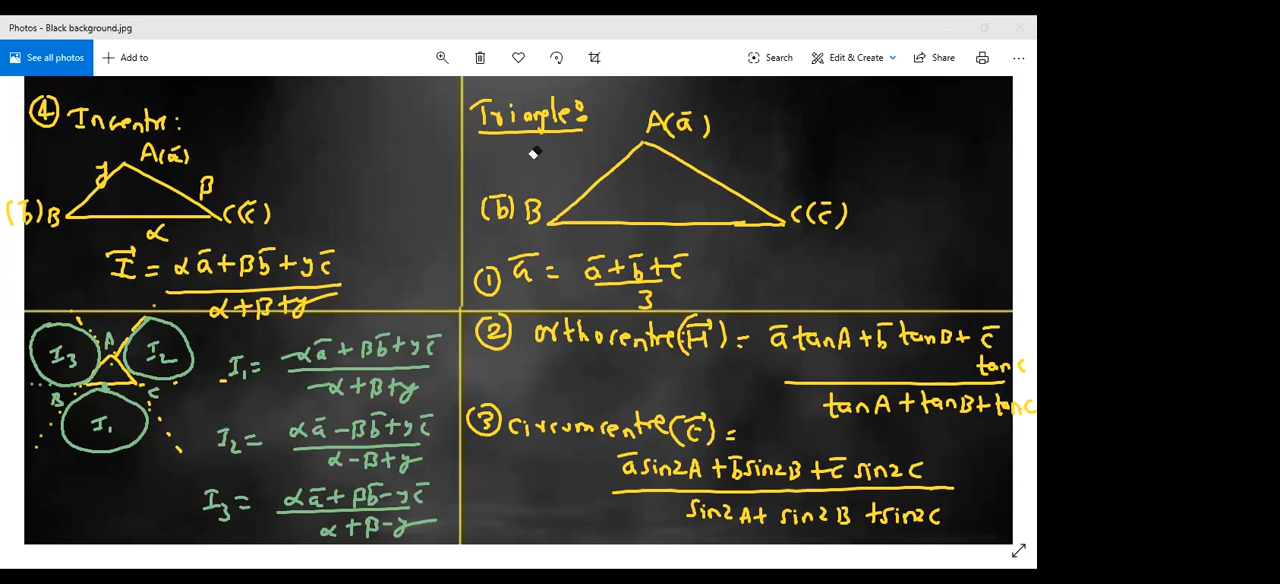 Photos - Black background.jpg
See all photos
Add to
Search
Edit & Create
Share
④ Incentre:
A(ā)
γ
β
(b̄) B
C(c̄)
α
I⃗ = αā + βb̄ + γc̄
α + β + γ
I₃
A
I₂
B
C
I₁
I₁ = -αā + βb̄ + γc̄
-α + β + γ
I₂ = αā - βb̄ + γc̄
α - β + γ
I₃ = αā + βb̄ - γc̄
α + β - γ
Triangle:
A(ā)
(b̄) B
C(c̄)
① G̅ = ā + b̄ + c̄
3
② orthocentre(H⃗) = ā tanA + b̄ tanB + c̄
tanC
tanA + tanB + tanC
③ circumcentre(c⃗) =
ā sin2A + b̄ sin2B + c̄ sin2C
sin2A + sin2B + sin2C